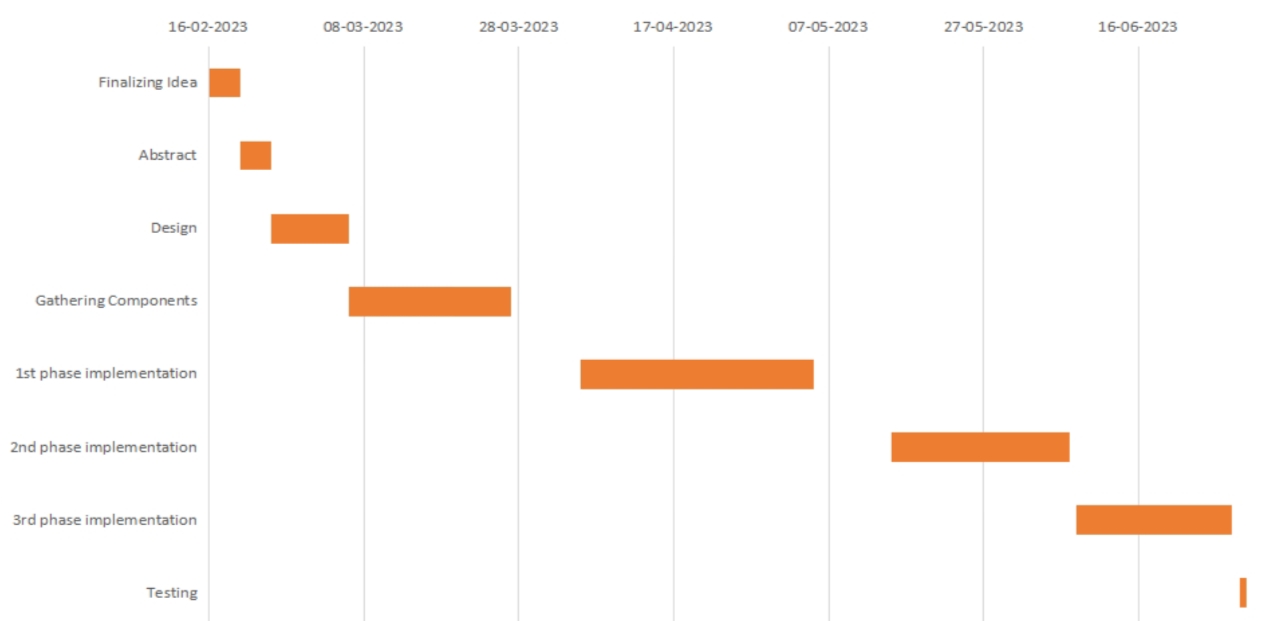 16-02-2023 08-03-2023 28-03-2023 17-04-2023 07-05-2023 27-05-2023 16-06-2023
Finalizing Idea
Abstract
Design
Gathering Components
1st phase implementation
2nd phase implementation
3rd phase implementation
Testing